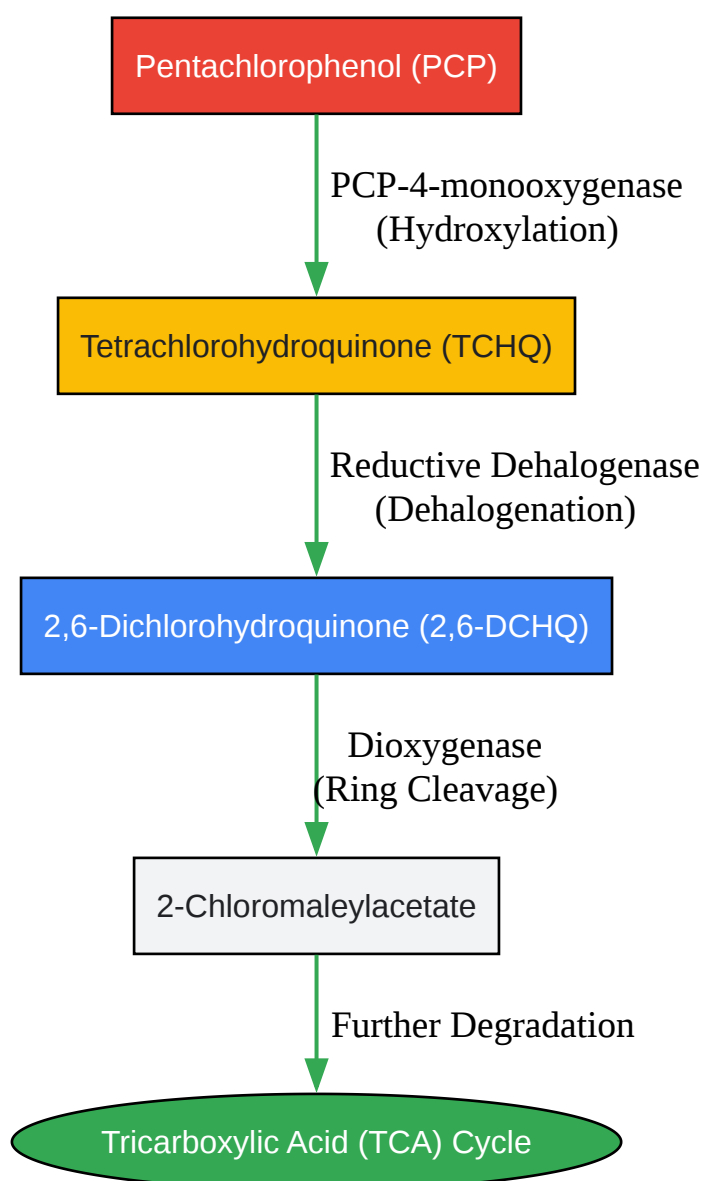 Pentachlorophenol (PCP)
PCP-4-monooxygenase
(Hydroxylation)
Tetrachlorohydroquinone (TCHQ)
Reductive Dehalogenase
(Dehalogenation)
2,6-Dichlorohydroquinone (2,6-DCHQ)
Dioxygenase
(Ring Cleavage)
2-Chloromaleylacetate
Further Degradation
Tricarboxylic Acid (TCA) Cycle